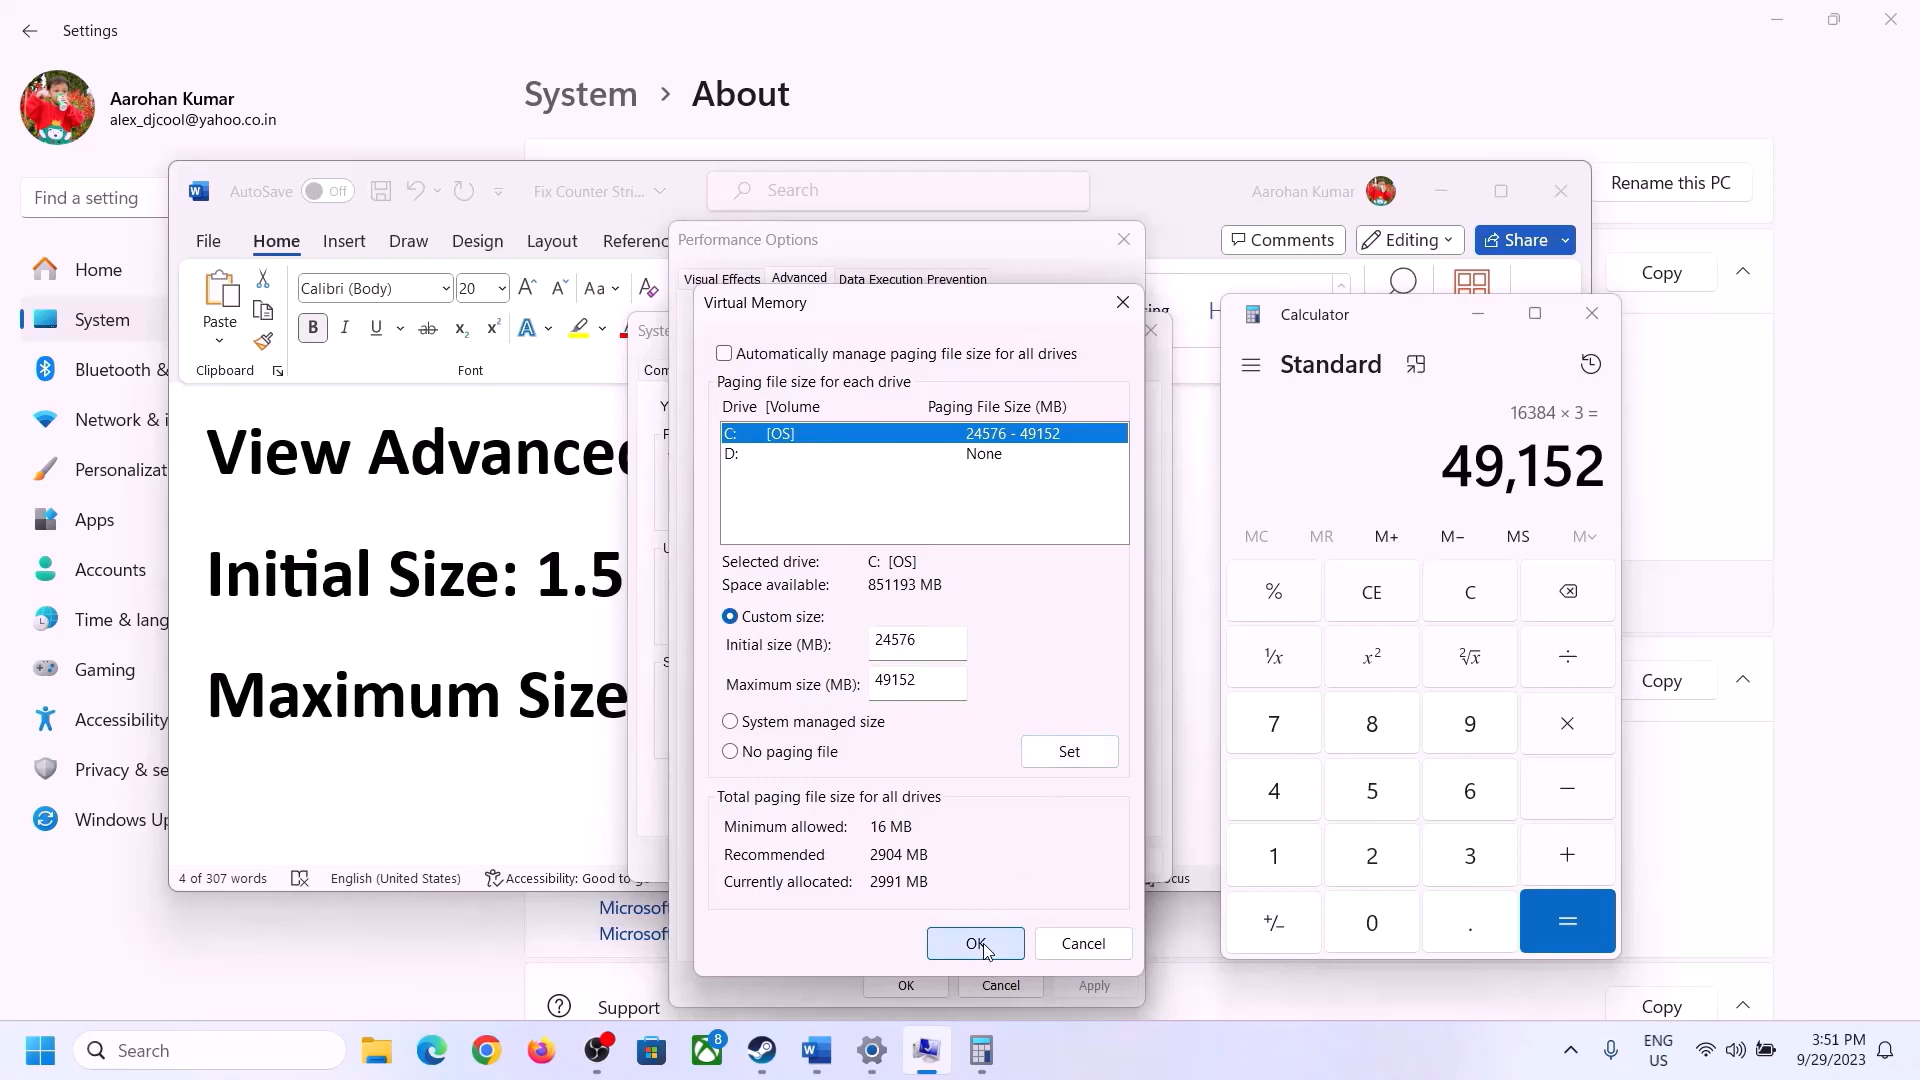 Settings
Aarohan Kumar
alex_djcool@yahoo.co.in
Find a setting
Home
System
Bluetooth &
Network & i
Personalizat
Apps
Accounts
Time & lang
Gaming
Accessibility
Privacy & se
Windows Up
System > About
Rename this PC
Copy
Copy
Support
Copy
AutoSave Off
Fix Counter Stri...
Search
Aarohan Kumar
File Home Insert Draw Design Layout Referenc
Comments Editing Share
Paste
Calibri (Body) 20 Aa
B I U ab x₂ x² A
Clipboard
Font
View Advanced
Initial Size: 1.5
Maximum Size
4 of 307 words English (United States) Accessibility: Good to
Microsof
Microsof
Performance Options
Visual Effects Advanced Data Execution Prevention
OK Cancel Apply
Virtual Memory
Automatically manage paging file size for all drives
Paging file size for each drive
Drive [Volume Paging File Size (MB)
C: [OS] 24576 - 49152
D: None
Selected drive: C: [OS]
Space available: 851193 MB
Custom size:
Initial size (MB): 24576
Maximum size (MB): 49152
System managed size
No paging file
Set
Total paging file size for all drives
Minimum allowed: 16 MB
Recommended 2904 MB
Currently allocated: 2991 MB
OK Cancel
Calculator
Standard
16384 × 3 =
49,152
MC MR M+ M− MS M
% CE C
¹/x x² ²√x ÷
7 8 9 ×
4 5 6 −
1 2 3 +
+/− 0 . =
Search
8
ENG
US
3:51 PM
9/29/2023